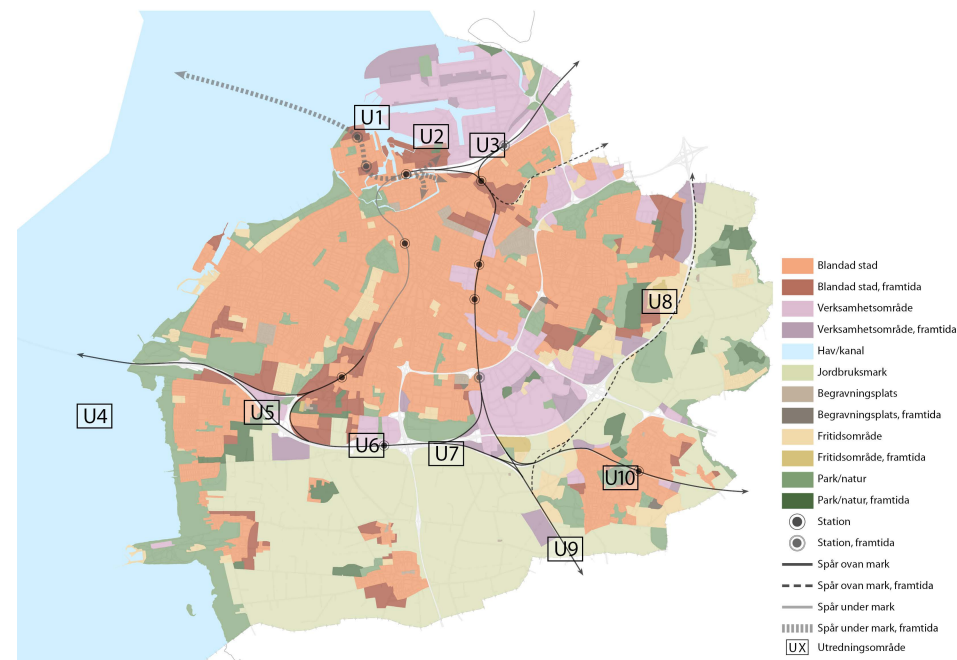 U1
U2
U3
U8
U4
U5
U6
U7
U10
U9
Blandad stad
Blandad stad, framtida
Verksamhetsområde
Verksamhetsområde, framtida
Hav/kanal
Jordbruksmark
Begravningsplats
Begravningsplats, framtida
Fritidsområde
Fritidsområde, framtida
Park/natur
Park/natur, framtida
Station
Station, framtida
Spår ovan mark
Spår ovan mark, framtida
Spår under mark
Spår under mark, framtida
UX Utredningsområde